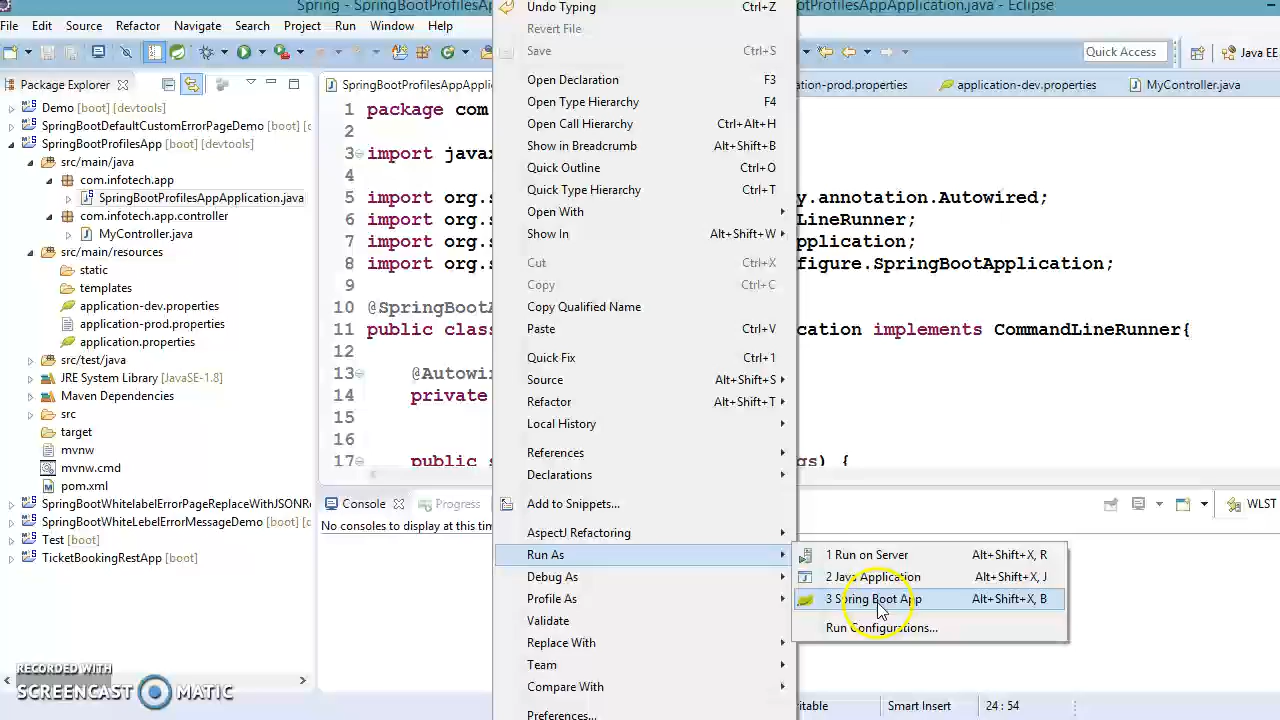 Spring - SpringBootProfilesAp
ProfilesAppApplication.java - Eclipse
File Edit Source Refactor Navigate Search Project Run Window Help
Quick Access
Java EE
Package Explorer
Demo [boot] [devtools]
SpringBootDefaultCustomErrorPageDemo [boot]
SpringBootProfilesApp [boot] [devtools]
src/main/java
com.infotech.app
SpringBootProfilesAppApplication.java
com.infotech.app.controller
MyController.java
src/main/resources
static
templates
application-dev.properties
application-prod.properties
application.properties
src/test/java
JRE System Library [JavaSE-1.8]
Maven Dependencies
src
target
mvnw
mvnw.cmd
pom.xml
SpringBootWhitelabelErrorPageReplaceWithJSONRe
SpringBootWhiteLebelErrorMessageDemo [boot]
Test [boot] [devtools]
TicketBookingRestApp [boot]
SpringBootProfilesAppApplic
ation-prod.properties
application-dev.properties
MyController.java
1 package com
2
3 import javax
4
5 import org.s y.annotation.Autowired;
6 import org.s LineRunner;
7 import org.s pplication;
8 import org.s figure.SpringBootApplication;
9
10 @SpringBootA
11 public class cation implements CommandLineRunner{
12
13 @Autowir
14 private
15
16
17 public s gs) {
Console
Progress
WLST
No consoles to display at this tim
Undo Typing Ctrl+Z
Revert File
Save Ctrl+S
Open Declaration F3
Open Type Hierarchy F4
Open Call Hierarchy Ctrl+Alt+H
Show in Breadcrumb Alt+Shift+B
Quick Outline Ctrl+O
Quick Type Hierarchy Ctrl+T
Open With
Show In Alt+Shift+W
Cut Ctrl+X
Copy Ctrl+C
Copy Qualified Name
Paste Ctrl+V
Quick Fix Ctrl+1
Source Alt+Shift+S
Refactor Alt+Shift+T
Local History
References
Declarations
Add to Snippets...
AspectJ Refactoring
Run As
Debug As
Profile As
Validate
Replace With
Team
Compare With
Preferences...
1 Run on Server Alt+Shift+X, R
2 Java Application Alt+Shift+X, J
3 Spring Boot App Alt+Shift+X, B
Run Configurations...
RECORDED WITH
SCREENCAST MATIC
itable
Smart Insert
24 : 54